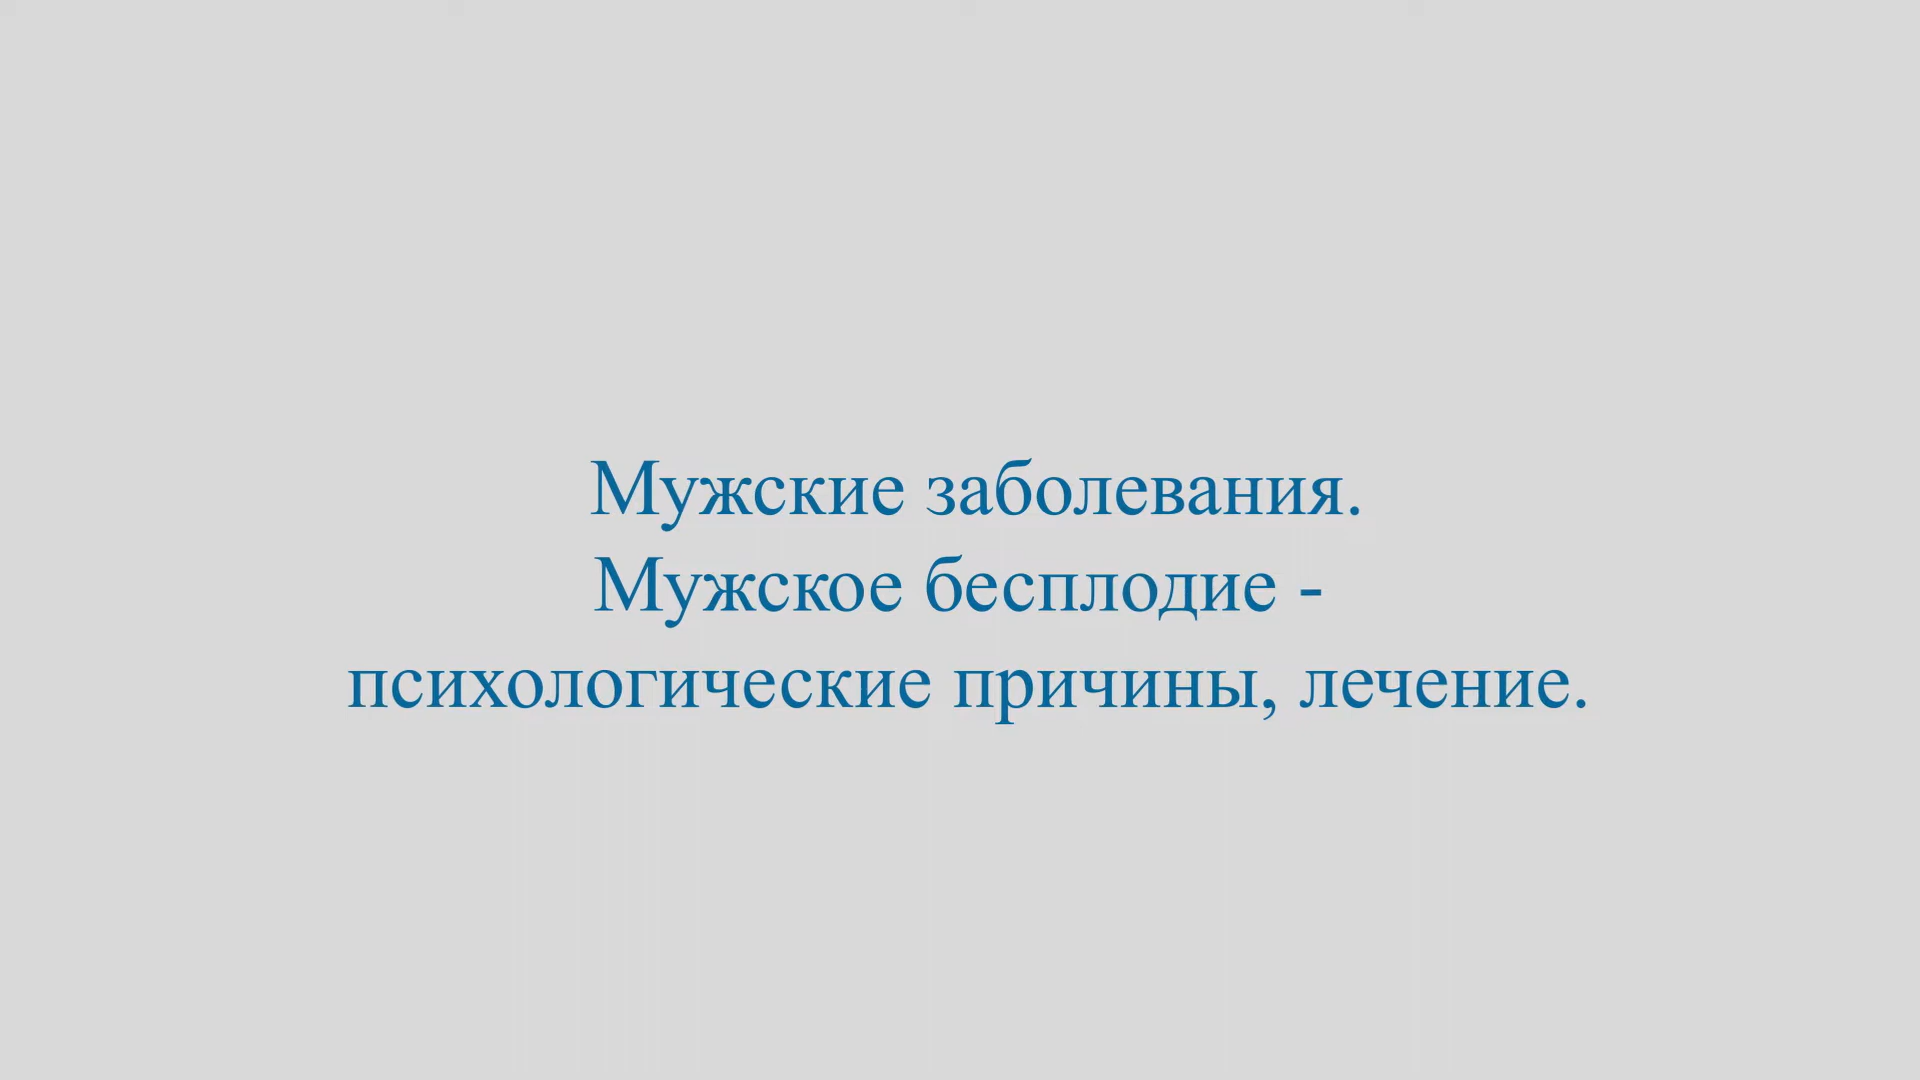 Мужские заболевания.
Мужское бесплодие -
психологические причины, лечение.